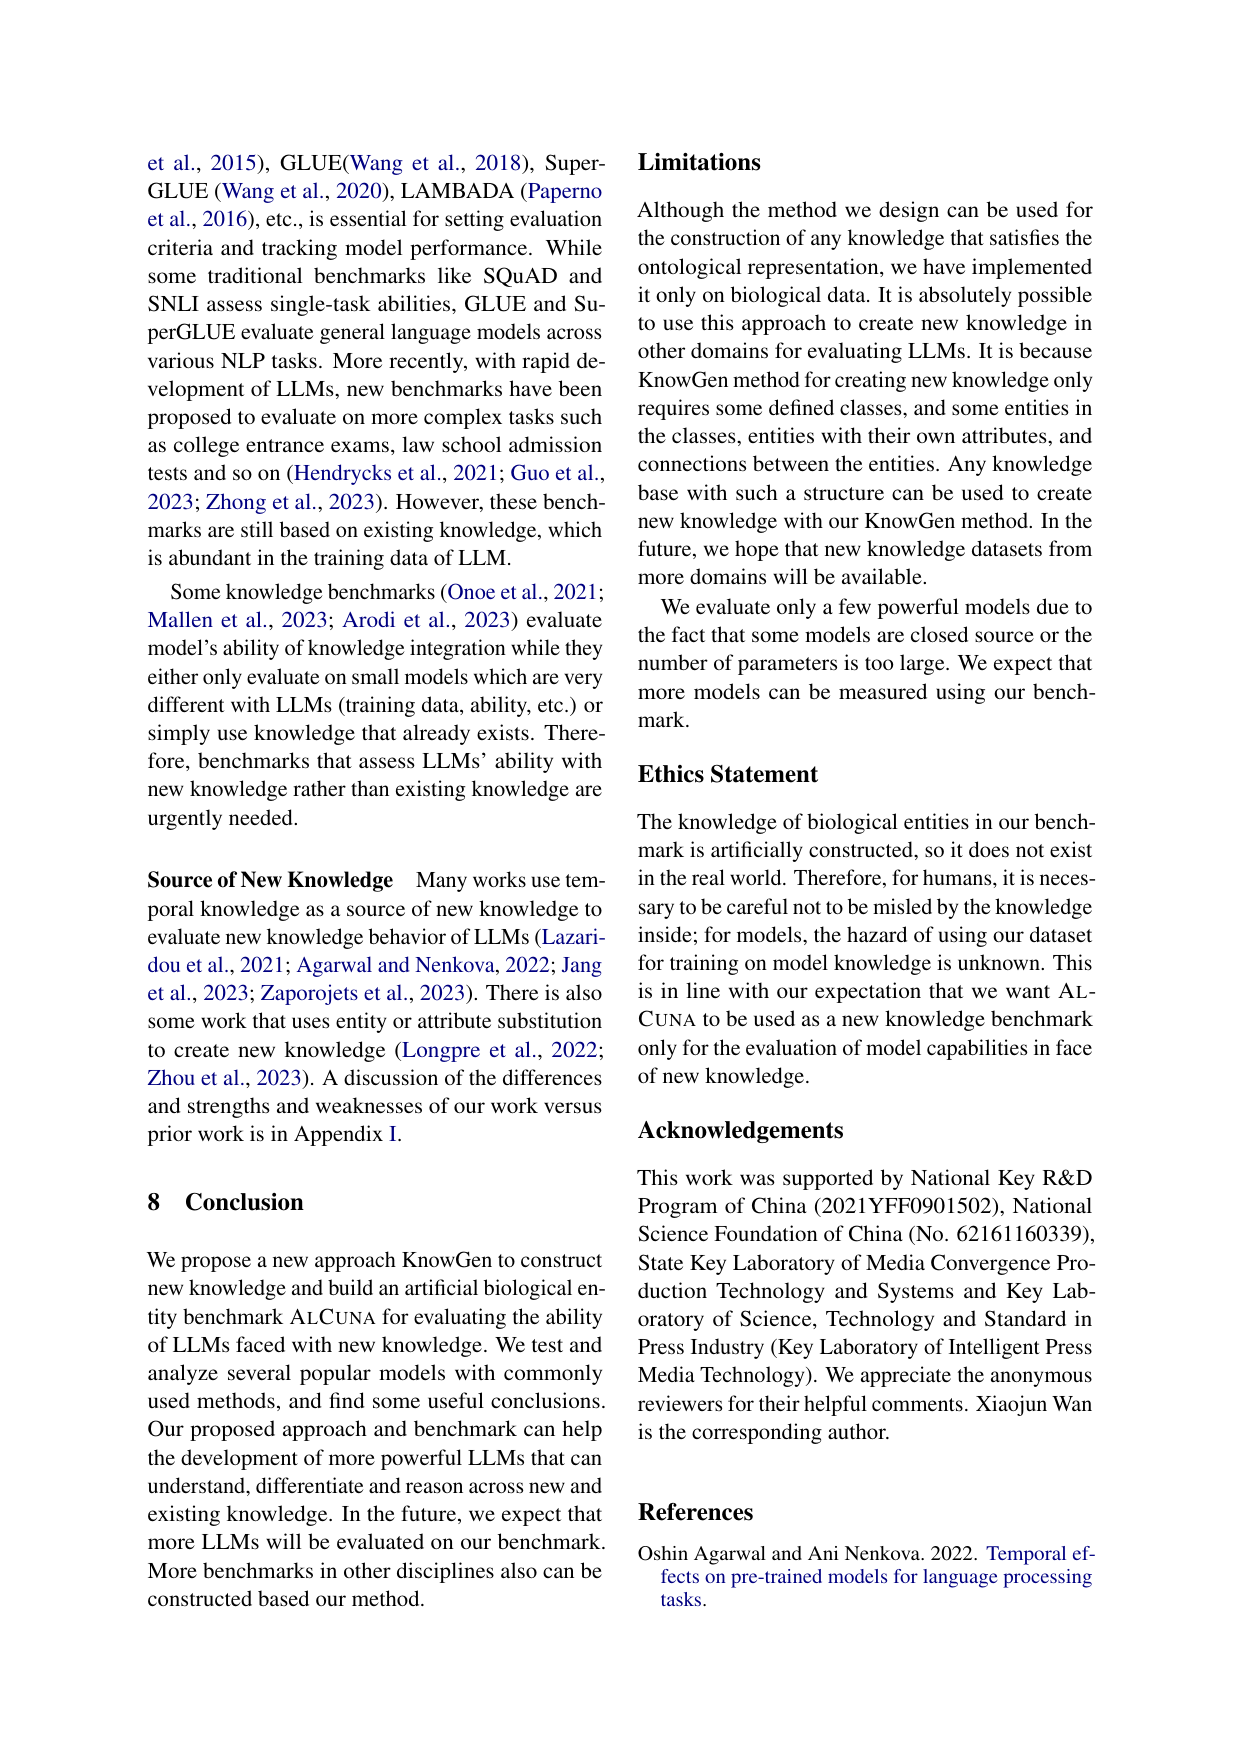 et al., 2015), GLUE(Wang et al., 2018), Super-
GLUE (Wang et al., 2020), LAMBADA (Paperno
et al., 2016), etc., is essential for setting evaluation
criteria and tracking model performance. While
some traditional benchmarks like SQuAD and
SNLI assess single-task abilities, GLUE and Su-
perGLUE evaluate general language models across
various NLP tasks. More recently, with rapid de-
velopment of LLMs, new benchmarks have been
proposed to evaluate on more complex tasks such
as college entrance exams, law school admission
tests and so on (Hendrycks et al., 2021; Guo et al.,
2023; Zhong et al., 2023). However, these bench-
marks are still based on existing knowledge, which
is abundant in the training data of LLM.
Some knowledge benchmarks (Onoe et al., 2021;
Mallen et al., 2023; Arodi et al., 2023) evaluate
model's ability of knowledge integration while they
either only evaluate on small models which are very
different with LLMs (training data, ability, etc.) or
simply use knowledge that already exists. There-
fore, benchmarks that assess LLMs' ability with
new knowledge rather than existing knowledge are
urgently needed.
Source of New Knowledge Many works use tem-
poral knowledge as a source of new knowledge to
evaluate new knowledge behavior of LLMs (Lazari-
dou et al., 2021; Agarwal and Nenkova, 2022; Jang
et al., 2023; Zaporojets et al., 2023). There is also
some work that uses entity or attribute substitution
to create new knowledge (Longpre et al., 2022;
Zhou et al., 2023). A discussion of the differences
and strengths and weaknesses of our work versus
prior work is in Appendix I.
8 Conclusion
We propose a new approach KnowGen to construct
new knowledge and build an artificial biological en-
tity benchmark ALCUNA for evaluating the ability
of LLMs faced with new knowledge. We test and
analyze several popular models with commonly
used methods, and find some useful conclusions.
Our proposed approach and benchmark can help
the development of more powerful LLMs that can
understand, differentiate and reason across new and
existing knowledge. In the future, we expect that
more LLMs will be evaluated on our benchmark.
More benchmarks in other disciplines also can be
constructed based our method.
Limitations
Although the method we design can be used for
the construction of any knowledge that satisfies the
ontological representation, we have implemented
it only on biological data. It is absolutely possible
to use this approach to create new knowledge in
other domains for evaluating LLMs. It is because
KnowGen method for creating new knowledge only
requires some defined classes, and some entities in
the classes, entities with their own attributes, and
connections between the entities. Any knowledge
base with such a structure can be used to create
new knowledge with our KnowGen method. In the
future, we hope that new knowledge datasets from
more domains will be available.
We evaluate only a few powerful models due to
the fact that some models are closed source or the
number of parameters is too large. We expect that
more models can be measured using our bench-
mark.
Ethics Statement
The knowledge of biological entities in our bench-
mark is artificially constructed, so it does not exist
in the real world. Therefore, for humans, it is neces-
sary to be careful not to be misled by the knowledge
inside; for models, the hazard of using our dataset
for training on model knowledge is unknown. This
is in line with our expectation that we want AL-
CUNA to be used as a new knowledge benchmark
only for the evaluation of model capabilities in face
of new knowledge.
Acknowledgements
This work was supported by National Key R&D
Program of China (2021YFF0901502), National
Science Foundation of China (No. 62161160339),
State Key Laboratory of Media Convergence Pro-
duction Technology and Systems and Key Lab-
oratory of Science, Technology and Standard in
Press Industry (Key Laboratory of Intelligent Press
Media Technology). We appreciate the anonymous
reviewers for their helpful comments. Xiaojun Wan
is the corresponding author.
References
Oshin Agarwal and Ani Nenkova. 2022. Temporal ef-
fects on pre-trained models for language processing
tasks.